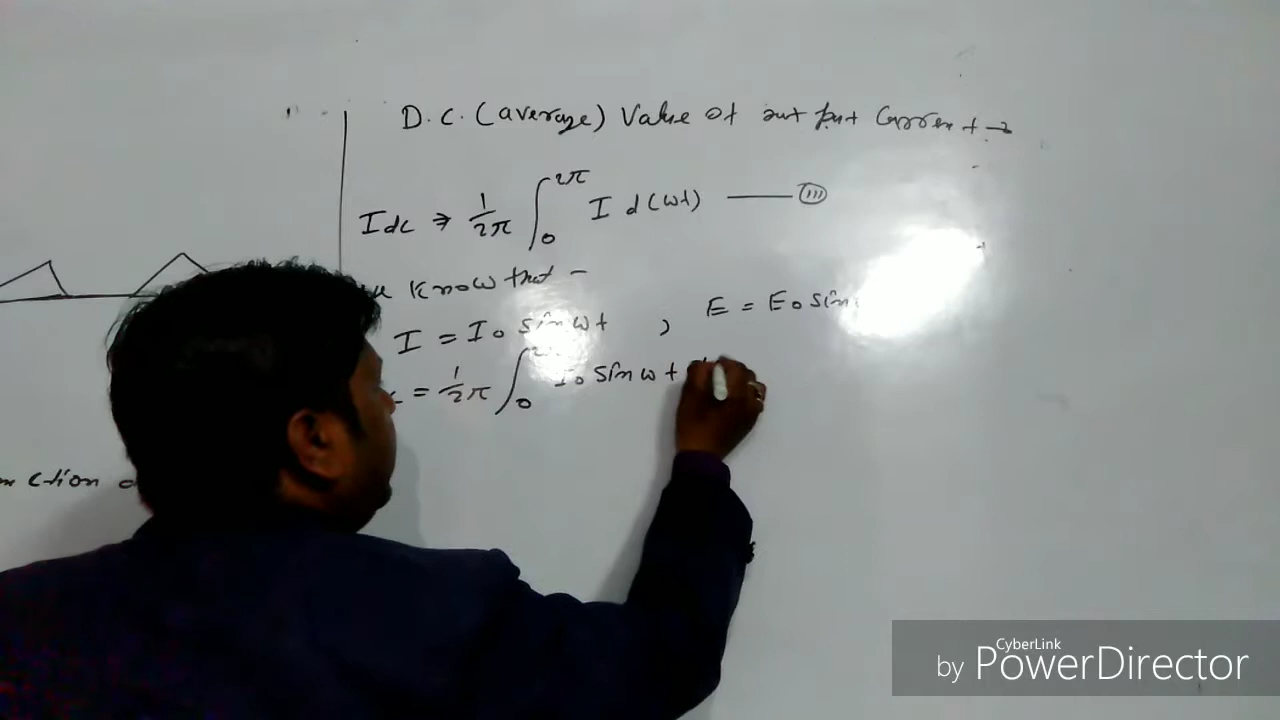 D.C. (average) Value of out put Current →
Idc ⇒ 1/2π ∫₀^2π I d(ωt) —— (III)
know that –
I = I₀ sin ωt , E = E₀ sin
= 1/2π ∫₀ I₀ sin ωt
ction
CyberLink
by PowerDirector